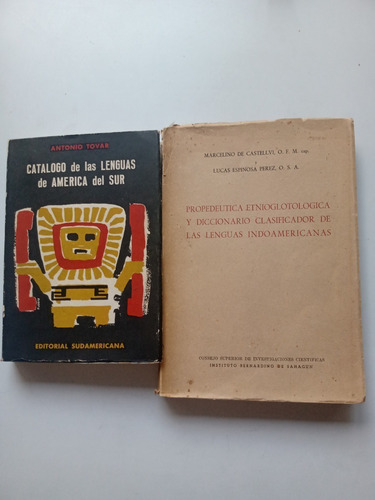 ANTONIO TOVAR
CATALOGO de las LENGUAS
de AMERICA del SUR
EDITORIAL SUDAMERICANA
MARCELINO DE CASTELLVI, O. F. M. cap.
y
LUCAS ESPINOSA PEREZ, O. S. A.
PROPEDEUTICA ETNIOGLOTOLOGICA
Y DICCIONARIO CLASIFICADOR DE
LAS LENGUAS INDOAMERICANAS
CONSEJO SUPERIOR DE INVESTIGACIONES CIENTIFICAS
INSTITUTO BERNARDINO DE SAHAGUN